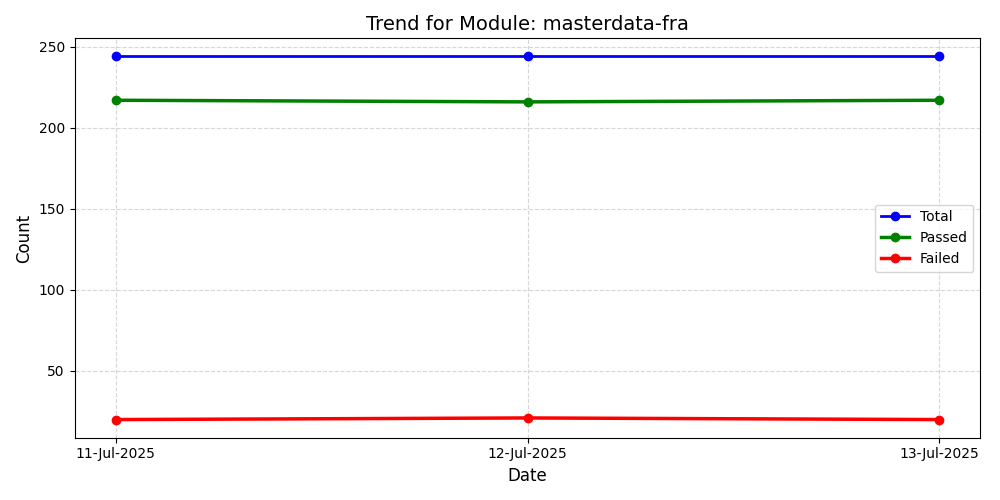 Trend for Module: masterdata-fra
250
200
150
100
50
Count
Total
Passed
Failed
11-Jul-2025
12-Jul-2025
13-Jul-2025
Date